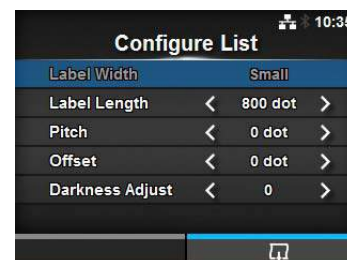 10:35
Configure List
Label Width Small
Label Length < 800 dot >
Pitch < 0 dot >
Offset < 0 dot >
Darkness Adjust < 0 >